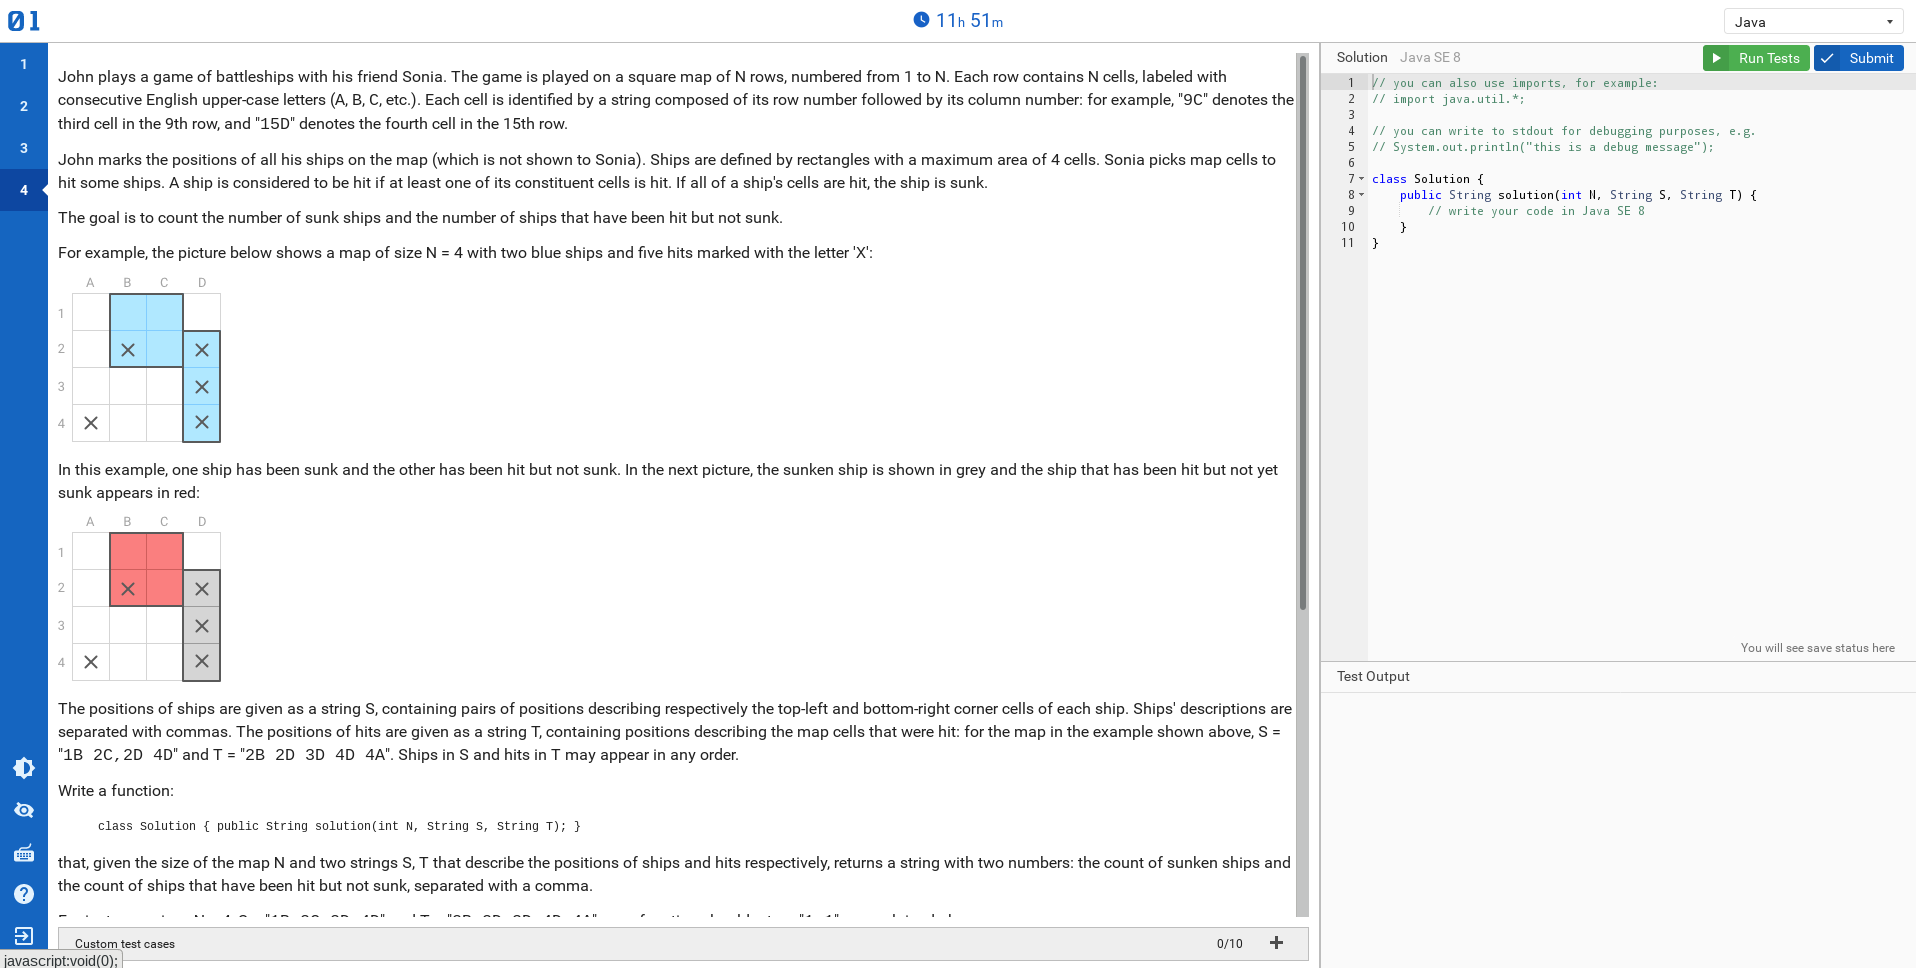 01
11h 51m
Java
1
2
3
4
John plays a game of battleships with his friend Sonia. The game is played on a square map of N rows, numbered from 1 to N. Each row contains N cells, labeled with
consecutive English upper-case letters (A, B, C, etc.). Each cell is identified by a string composed of its row number followed by its column number: for example, "9C" denotes the
third cell in the 9th row, and "15D" denotes the fourth cell in the 15th row.
John marks the positions of all his ships on the map (which is not shown to Sonia). Ships are defined by rectangles with a maximum area of 4 cells. Sonia picks map cells to
hit some ships. A ship is considered to be hit if at least one of its constituent cells is hit. If all of a ship's cells are hit, the ship is sunk.
The goal is to count the number of sunk ships and the number of ships that have been hit but not sunk.
For example, the picture below shows a map of size N = 4 with two blue ships and five hits marked with the letter 'X':
A B C D
1
2
3
4
In this example, one ship has been sunk and the other has been hit but not sunk. In the next picture, the sunken ship is shown in grey and the ship that has been hit but not yet
sunk appears in red:
A B C D
1
2
3
4
The positions of ships are given as a string S, containing pairs of positions describing respectively the top-left and bottom-right corner cells of each ship. Ships' descriptions are
separated with commas. The positions of hits are given as a string T, containing positions describing the map cells that were hit: for the map in the example shown above, S =
"1B 2C,2D 4D" and T = "2B 2D 3D 4D 4A". Ships in S and hits in T may appear in any order.
Write a function:
class Solution { public String solution(int N, String S, String T); }
that, given the size of the map N and two strings S, T that describe the positions of ships and hits respectively, returns a string with two numbers: the count of sunken ships and
the count of ships that have been hit but not sunk, separated with a comma.
Custom test cases
0/10
javascript:void(0);
Solution Java SE 8
Run Tests
Submit
1 // you can also use imports, for example:
2 // import java.util.*;
3
4 // you can write to stdout for debugging purposes, e.g.
5 // System.out.println("this is a debug message");
6
7 class Solution {
8 public String solution(int N, String S, String T) {
9 // write your code in Java SE 8
10 }
11 }
You will see save status here
Test Output